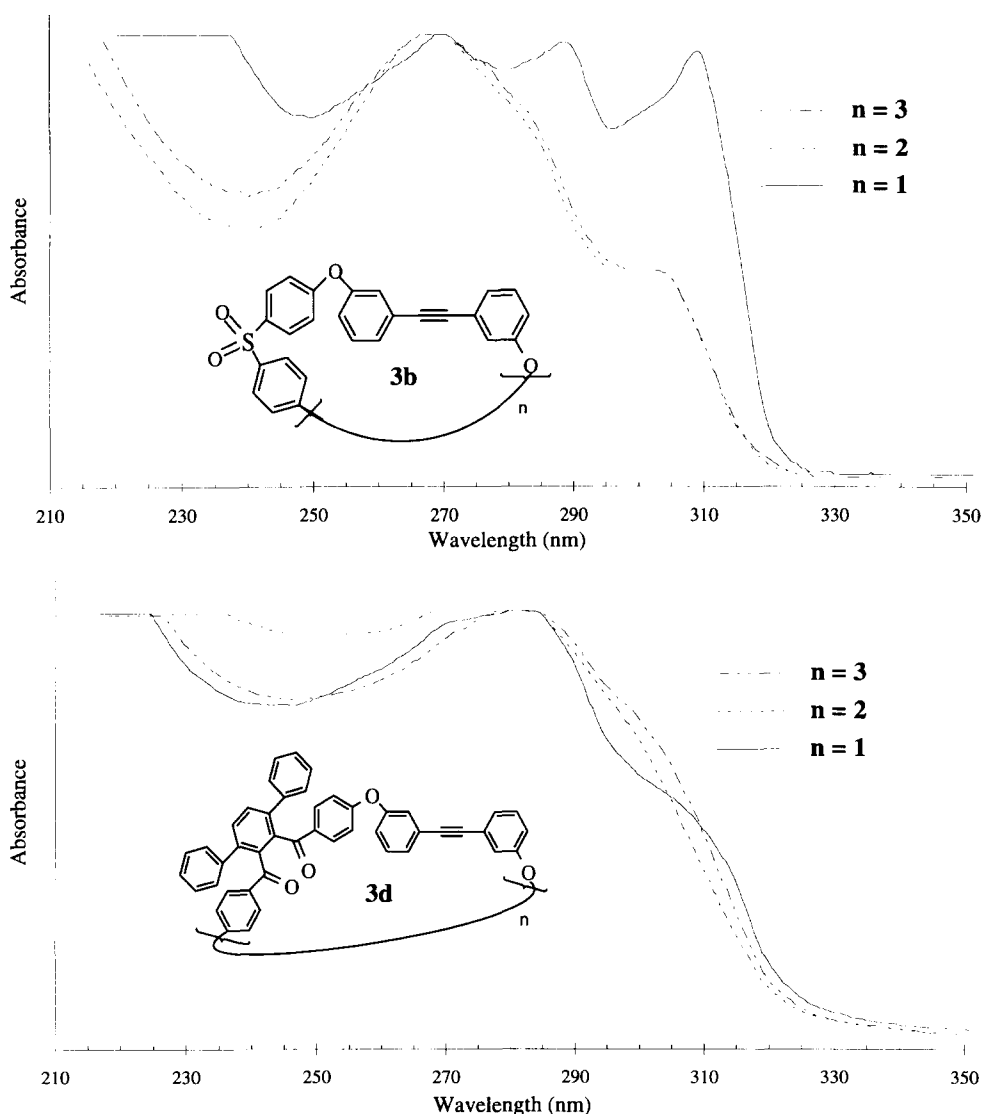 Absorbance
n = 3
n = 2
n = 1
O
O
S
O
O
3b
n
210 230 250 270 290 310 330 350
Wavelength (nm)
Absorbance
n = 3
n = 2
n = 1
O
O
O
O
3d
n
210 230 250 270 290 310 330 350
Wavelength (nm)